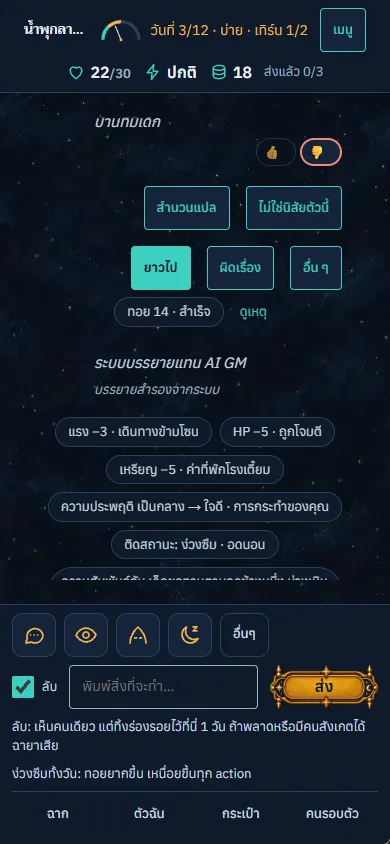 น้ำพุกลา... วันที่ 3/12 · บ่าย · เทิร์น 1/2 เมนู
22/30 ปกติ 18 ส่งแล้ว 0/3
สำนวนแปล ไม่ใช่นิสัยตัวนี้
ยาวไป ผิดเรื่อง อื่น ๆ
ทอย 14 · สำเร็จ ดูเหตุ
ระบบบรรยายแทน AI GM
บรรยายสำรองจากระบบ
แรง −3 · เดินทางข้ามโซน HP −5 · ถูกโจมตี
เหรียญ −5 · ค่าที่พักโรงเตี๊ยม
ความประพฤติ เป็นกลาง → ใจดี · การกระทำของคุณ
ติดสถานะ: ง่วงซึม · อดนอน
อื่นๆ
ลับ พิมพ์สิ่งที่จะทำ... ส่ง
ลับ: เห็นคนเดียว แต่ทิ้งร่องรอยไว้ที่นี่ 1 วัน ถ้าพลาดหรือมีคนสังเกตได้
ฉายาเสีย
ง่วงซึมทั้งวัน: ทอยยากขึ้น เหนื่อยขึ้นทุก action
ฉาก ตัวฉัน กระเป๋า คนรอบตัว